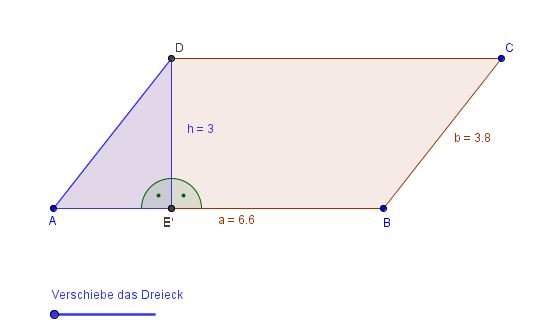 D
C
h = 3
b = 3.8
A
E'
a = 6.6
B
Verschiebe das Dreieck